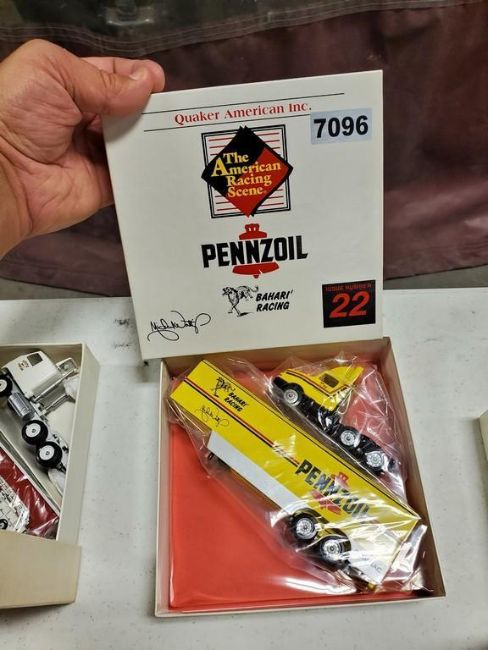 Quaker American Inc.
7096
The
American
Racing
Scene
PENNZOIL
BAHARI'
RACING
ISSUE NUMBER
22
BAHARI'
RACING
PENNZOIL